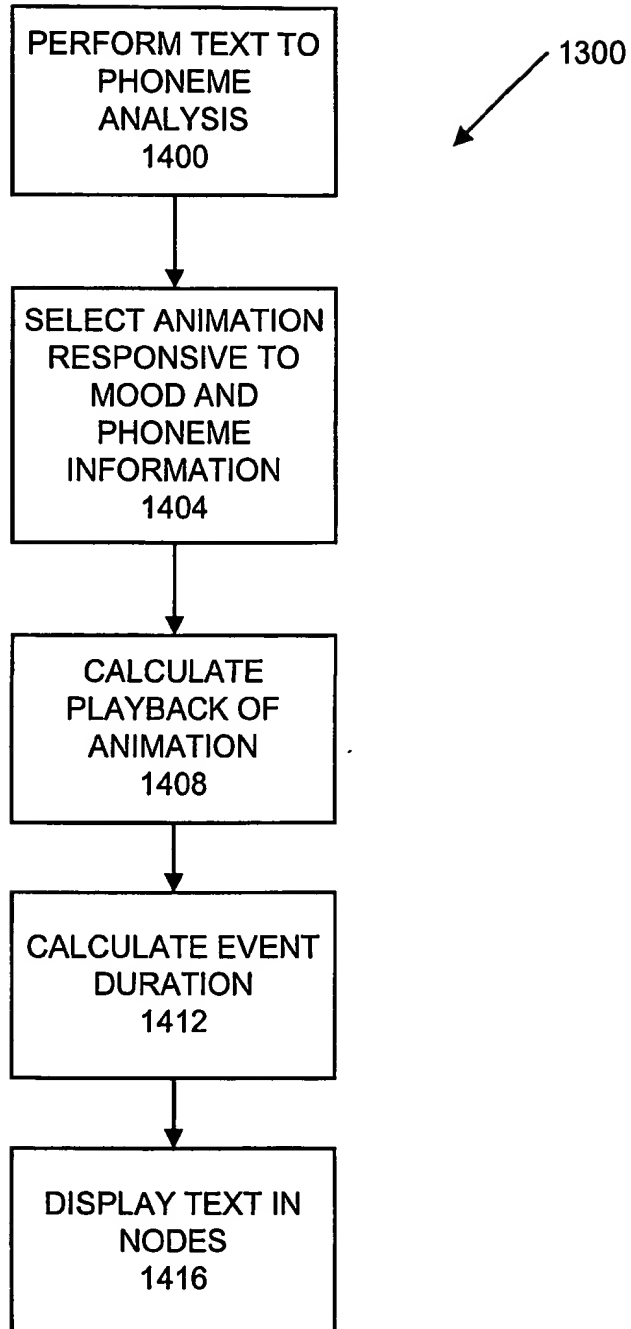 PERFORM TEXT TO
PHONEME
ANALYSIS
1400
1300
SELECT ANIMATION
RESPONSIVE TO
MOOD AND
PHONEME
INFORMATION
1404
CALCULATE
PLAYBACK OF
ANIMATION
1408
CALCULATE EVENT
DURATION
1412
DISPLAY TEXT IN
NODES
1416